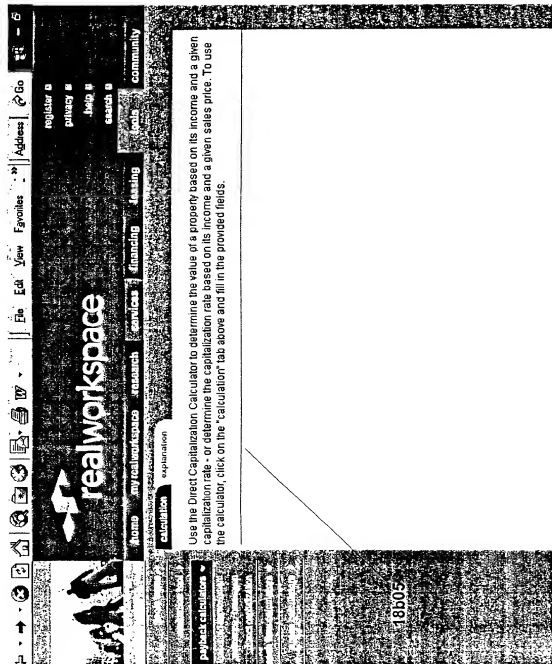 File Edit View Favorites » Address Go
realworkspace
register
privacy
help
search
home my realworkspace research services financing leasing tools community
calculation explanation
payback calculators
Use the Direct Capitalization Calculator to determine the value of a property based on its income and a given
capitalization rate - or determine the capitalization rate based on its income and a given sales price. To use
the calculator, click on the "calculation" tab above and fill in the provided fields.
18b05